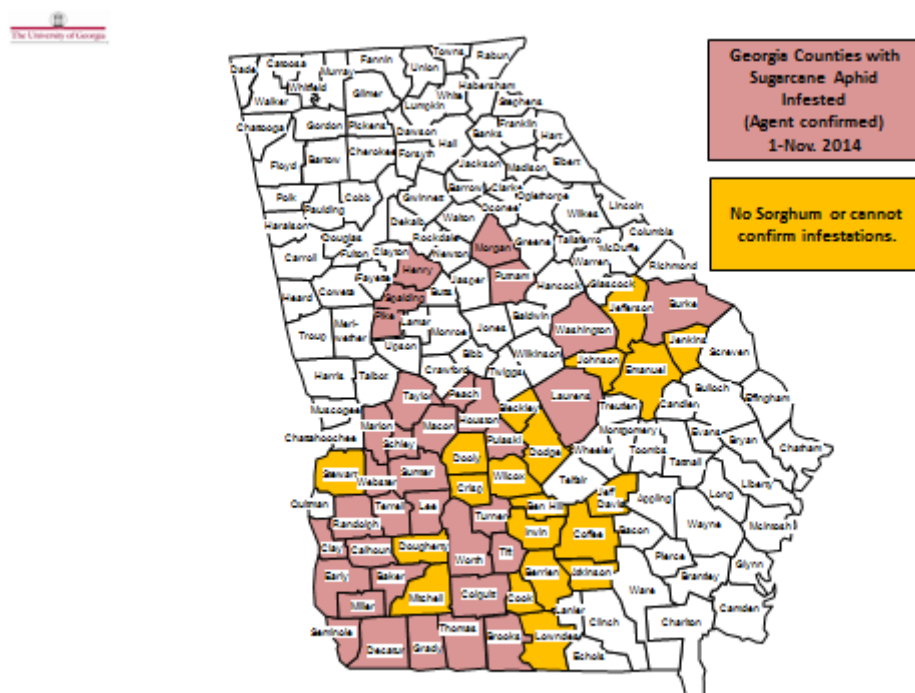 The University of Georgia
Georgia Counties with
Sugarcane Aphid
Infested
(Agent confirmed)
1-Nov. 2014
No Sorghum or cannot
confirm infestations.
Dade
Catoosa
Whitfield
Murray
Fannin
Union
Towns
Rabun
Walker
Gilmer
Lumpkin
White
Habersham
Stephens
Chattooga
Gordon
Pickens
Dawson
Hall
Banks
Franklin
Hart
Floyd
Bartow
Cherokee
Forsyth
Jackson
Madison
Elbert
Polk
Paulding
Cobb
Gwinnett
Barrow
Clarke
Oglethorpe
Oconee
Wilkes
Lincoln
Haralson
Douglas
Fulton
Dekalb
Walton
Rockdale
Newton
Morgan
Greene
Taliaferro
McDuffie
Columbia
Carroll
Clayton
Henry
Fayette
Coweta
Heard
Spalding
Butts
Jasper
Putnam
Hancock
Warren
Glascock
Richmond
Jefferson
Burke
Troup
Meri-
wether
Pike
Lamar
Monroe
Jones
Baldwin
Washington
Upson
Bibb
Wilkinson
Johnson
Emanuel
Jenkins
Screven
Harris
Talbot
Crawford
Twiggs
Taylor
Peach
Houston
Bleckley
Laurens
Treutlen
Candler
Bulloch
Effingham
Muscogee
Chattahoochee
Marion
Macon
Schley
Pulaski
Dodge
Wheeler
Montgomery
Toombs
Tattnall
Evans
Bryan
Chatham
Stewart
Webster
Sumter
Dooly
Crisp
Wilcox
Telfair
Jeff
Davis
Appling
Long
Liberty
McIntosh
Quitman
Randolph
Terrell
Lee
Turner
Ben Hill
Irwin
Coffee
Bacon
Wayne
Clay
Calhoun
Dougherty
Worth
Tift
Pierce
Brantley
Glynn
Early
Baker
Mitchell
Colquitt
Berrien
Cook
Atkinson
Ware
Camden
Miller
Seminole
Decatur
Grady
Thomas
Brooks
Lowndes
Lanier
Clinch
Echols
Charlton